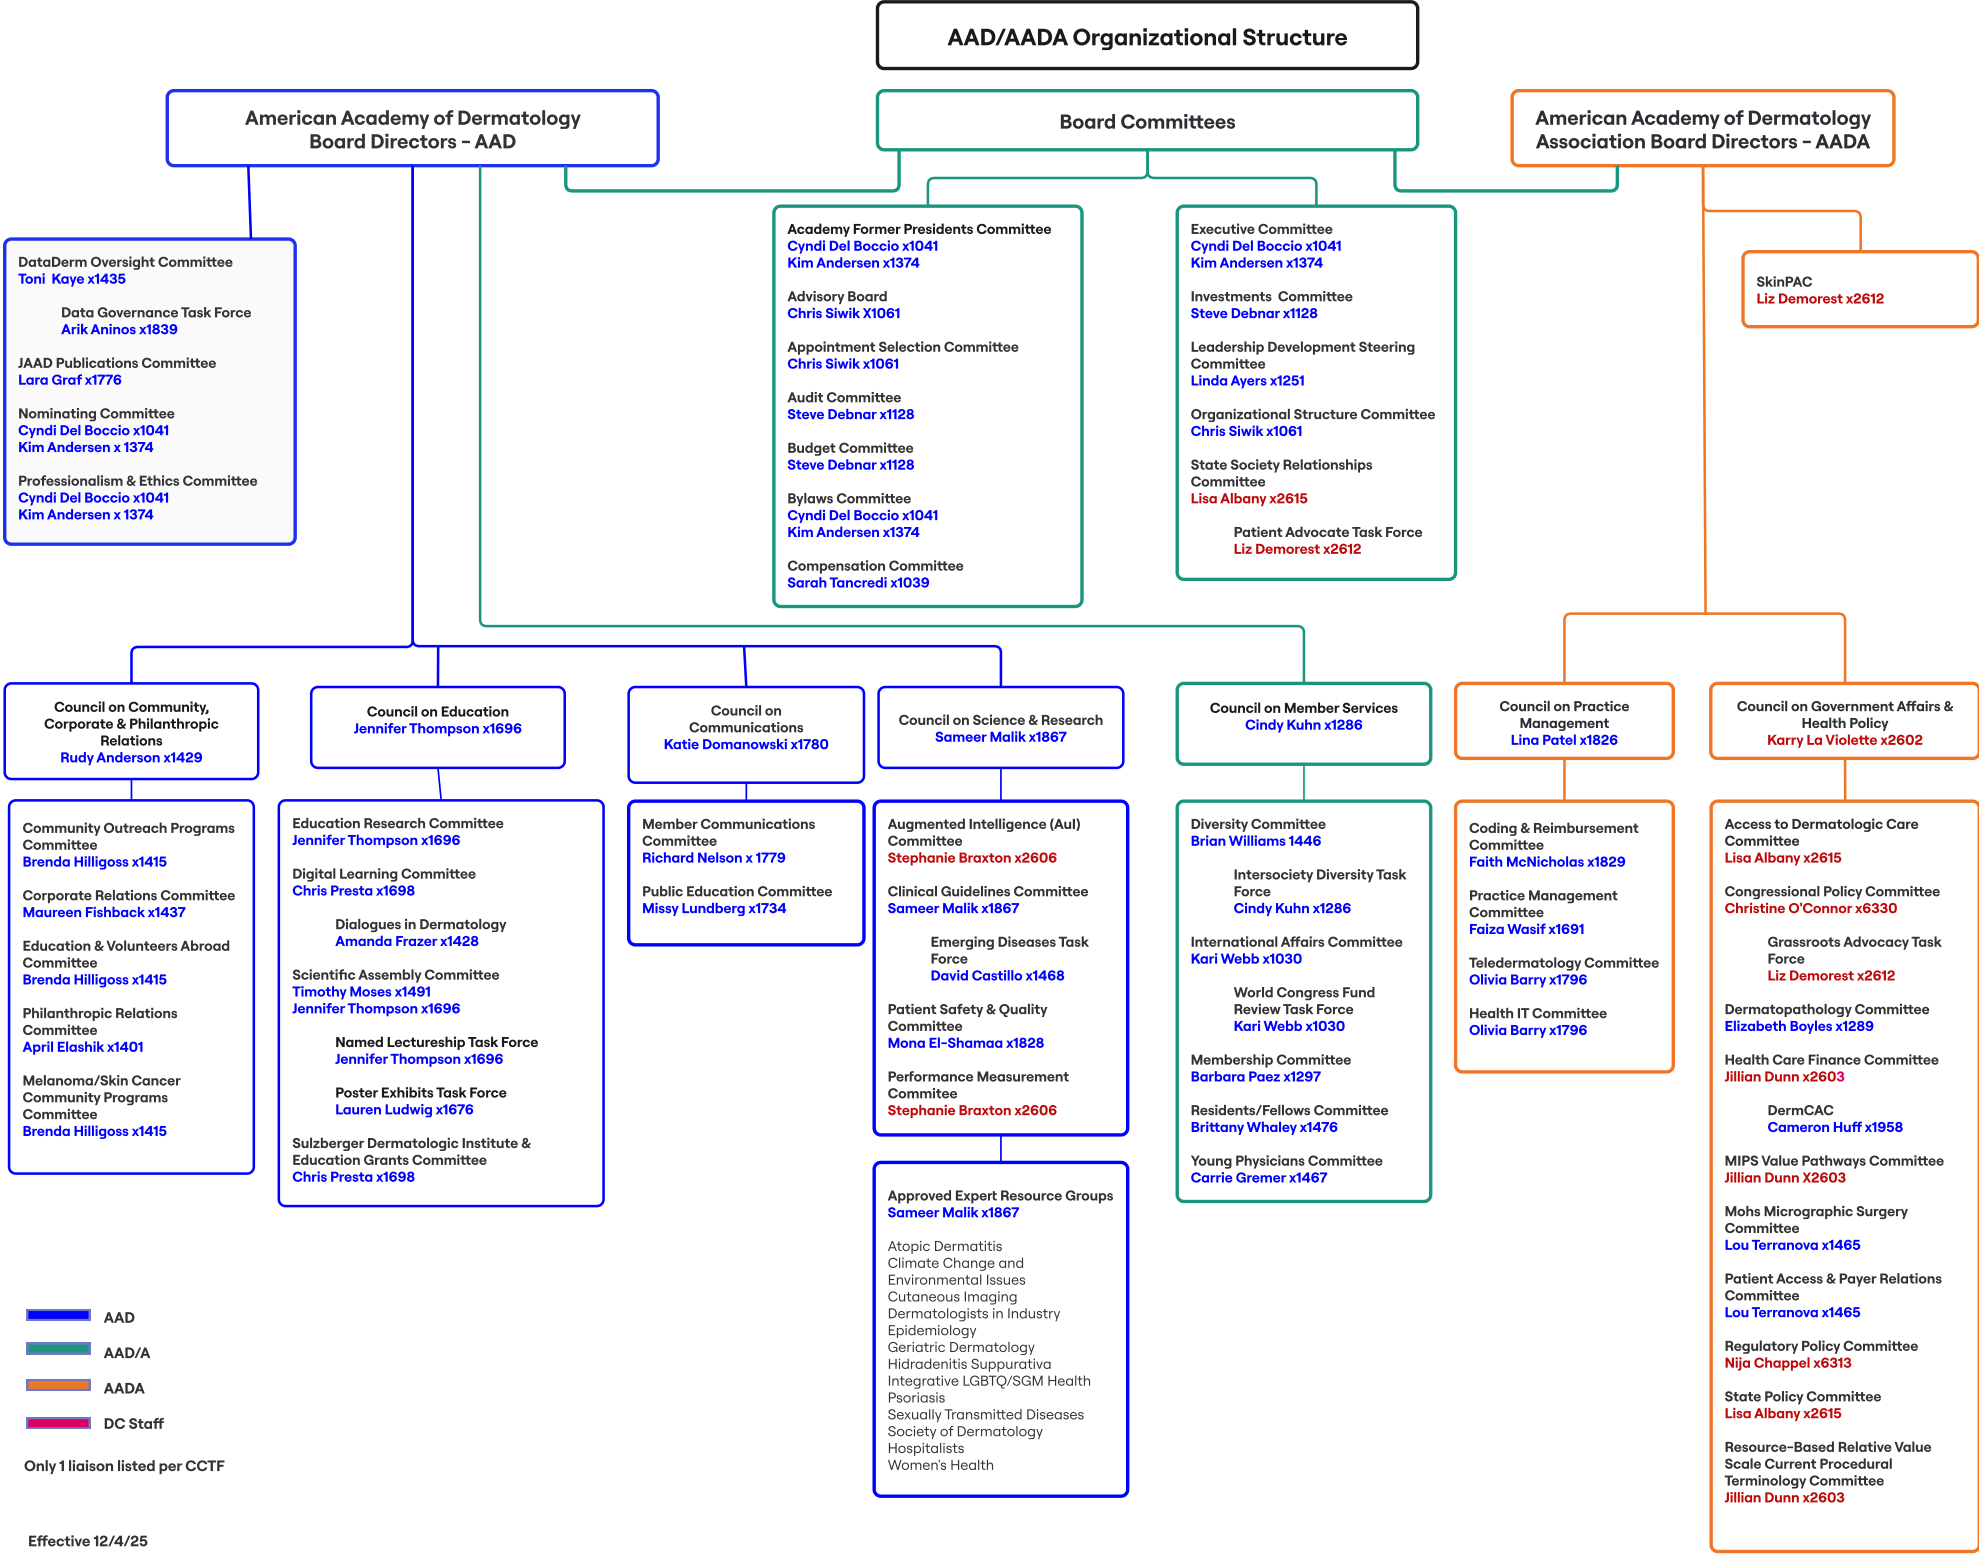 AAD/AADA Organizational Structure
American Academy of Dermatology
Board Directors - AAD
Board Committees
American Academy of Dermatology
Association Board Directors - AADA
DataDerm Oversight Committee
Toni  Kaye x1435
Data Governance Task Force
Arik Aninos x1839
JAAD Publications Committee
Lara Graf x1776
Nominating Committee
Cyndi Del Boccio x1041
Kim Andersen x 1374
Professionalism & Ethics Committee
Cyndi Del Boccio x1041
Kim Andersen x 1374
Academy Former Presidents Committee
Cyndi Del Boccio x1041
Kim Andersen x1374
Advisory Board
Chris Siwik X1061
Appointment Selection Committee
Chris Siwik x1061
Audit Committee
Steve Debnar x1128
Budget Committee
Steve Debnar x1128
Bylaws Committee
Cyndi Del Boccio x1041
Kim Andersen x1374
Compensation Committee
Sarah Tancredi x1039
Executive Committee
Cyndi Del Boccio x1041
Kim Andersen x1374
Investments  Committee
Steve Debnar x1128
Leadership Development Steering
Committee
Linda Ayers x1251
Organizational Structure Committee
Chris Siwik x1061
State Society Relationships
Committee
Lisa Albany x2615
Patient Advocate Task Force
Liz Demorest x2612
SkinPAC
Liz Demorest x2612
Council on Community,
Corporate & Philanthropic
Relations
Rudy Anderson x1429
Council on Education
Jennifer Thompson x1696
Council on
Communications
Katie Domanowski x1780
Council on Science & Research
Sameer Malik x1867
Council on Member Services
Cindy Kuhn x1286
Council on Practice
Management
Lina Patel x1826
Council on Government Affairs &
Health Policy
Karry La Violette x2602
Community Outreach Programs
Committee
Brenda Hilligoss x1415
Corporate Relations Committee
Maureen Fishback x1437
Education & Volunteers Abroad
Committee
Brenda Hilligoss x1415
Philanthropic Relations
Committee
April Elashik x1401
Melanoma/Skin Cancer
Community Programs
Committee
Brenda Hilligoss x1415
Education Research Committee
Jennifer Thompson x1696
Digital Learning Committee
Chris Presta x1698
Dialogues in Dermatology
Amanda Frazer x1428
Scientific Assembly Committee
Timothy Moses x1491
Jennifer Thompson x1696
Named Lectureship Task Force
Jennifer Thompson x1696
Poster Exhibits Task Force
Lauren Ludwig x1676
Sulzberger Dermatologic Institute &
Education Grants Committee
Chris Presta x1698
Member Communications
Committee
Richard Nelson x 1779
Public Education Committee
Missy Lundberg x1734
Augmented Intelligence (AuI)
Committee
Stephanie Braxton x2606
Clinical Guidelines Committee
Sameer Malik x1867
Emerging Diseases Task
Force
David Castillo x1468
Patient Safety & Quality
Committee
Mona El-Shamaa x1828
Performance Measurement
Commitee
Stephanie Braxton x2606
Approved Expert Resource Groups
Sameer Malik x1867
Atopic Dermatitis
Climate Change and
Environmental Issues
Cutaneous Imaging
Dermatologists in Industry
Epidemiology
Geriatric Dermatology
Hidradenitis Suppurativa
Integrative LGBTQ/SGM Health
Psoriasis
Sexually Transmitted Diseases
Society of Dermatology
Hospitalists
Women's Health
Diversity Committee
Brian Williams 1446
Intersociety Diversity Task
Force
Cindy Kuhn x1286
International Affairs Committee
Kari Webb x1030
World Congress Fund
Review Task Force
Kari Webb x1030
Membership Committee
Barbara Paez x1297
Residents/Fellows Committee
Brittany Whaley x1476
Young Physicians Committee
Carrie Gremer x1467
Coding & Reimbursement
Committee
Faith McNicholas x1829
Practice Management
Committee
Faiza Wasif x1691
Teledermatology Committee
Olivia Barry x1796
Health IT Committee
Olivia Barry x1796
Access to Dermatologic Care
Committee
Lisa Albany x2615
Congressional Policy Committee
Christine O'Connor x6330
Grassroots Advocacy Task
Force
Liz Demorest x2612
Dermatopathology Committee
Elizabeth Boyles x1289
Health Care Finance Committee
Jillian Dunn x2603
DermCAC
Cameron Huff x1958
MIPS Value Pathways Committee
Jillian Dunn X2603
Mohs Micrographic Surgery
Committee
Lou Terranova x1465
Patient Access & Payer Relations
Committee
Lou Terranova x1465
Regulatory Policy Committee
Nija Chappel x6313
State Policy Committee
Lisa Albany x2615
Resource-Based Relative Value
Scale Current Procedural
Terminology Committee
Jillian Dunn x2603
AAD
AAD/A
AADA
DC Staff
Only 1 liaison listed per CCTF
Effective 12/4/25